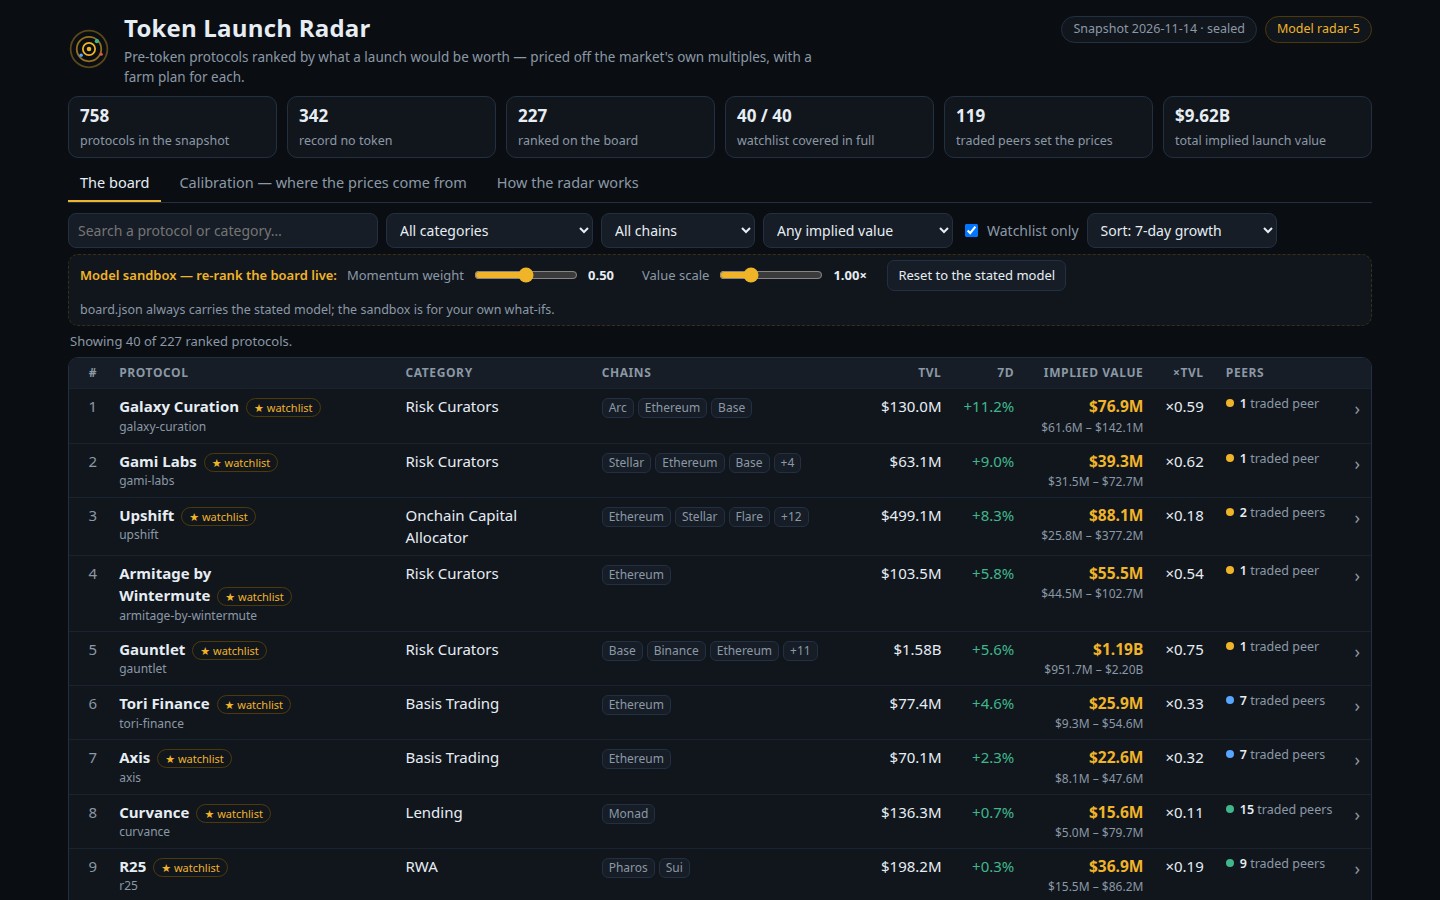 Token Launch Radar
Pre-token protocols ranked by what a launch would be worth — priced off the market's own multiples, with a
farm plan for each.
Snapshot 2026-11-14 · sealed
Model radar-5
758
protocols in the snapshot
342
record no token
227
ranked on the board
40 / 40
watchlist covered in full
119
traded peers set the prices
$9.62B
total implied launch value
The board
Calibration — where the prices come from
How the radar works
Search a protocol or category...
All categories
All chains
Any implied value
Watchlist only
Sort: 7-day growth
Model sandbox — re-rank the board live: Momentum weight 0.50 Value scale 1.00× Reset to the stated model
board.json always carries the stated model; the sandbox is for your own what-ifs.
Showing 40 of 227 ranked protocols.
# PROTOCOL CATEGORY CHAINS TVL 7D IMPLIED VALUE ×TVL PEERS
1 Galaxy Curation ★ watchlist Risk Curators Arc Ethereum Base $130.0M +11.2% $76.9M ×0.59 1 traded peer ›
galaxy-curation $61.6M – $142.1M
2 Gami Labs ★ watchlist Risk Curators Stellar Ethereum Base +4 $63.1M +9.0% $39.3M ×0.62 1 traded peer ›
gami-labs $31.5M – $72.7M
3 Upshift ★ watchlist Onchain Capital Ethereum Stellar Flare +12 $499.1M +8.3% $88.1M ×0.18 2 traded peers ›
upshift Allocator $25.8M – $377.2M
4 Armitage by Risk Curators Ethereum $103.5M +5.8% $55.5M ×0.54 1 traded peer ›
Wintermute ★ watchlist $44.5M – $102.7M
armitage-by-wintermute
5 Gauntlet ★ watchlist Risk Curators Base Binance Ethereum +11 $1.58B +5.6% $1.19B ×0.75 1 traded peer ›
gauntlet $951.7M – $2.20B
6 Tori Finance ★ watchlist Basis Trading Ethereum $77.4M +4.6% $25.9M ×0.33 7 traded peers ›
tori-finance $9.3M – $54.6M
7 Axis ★ watchlist Basis Trading Ethereum $70.1M +2.3% $22.6M ×0.32 7 traded peers ›
axis $8.1M – $47.6M
8 Curvance ★ watchlist Lending Monad $136.3M +0.7% $15.6M ×0.11 15 traded peers ›
curvance $5.0M – $79.7M
9 R25 ★ watchlist RWA Pharos Sui $198.2M +0.3% $36.9M ×0.19 9 traded peers ›
r25 $15.5M – $86.2M